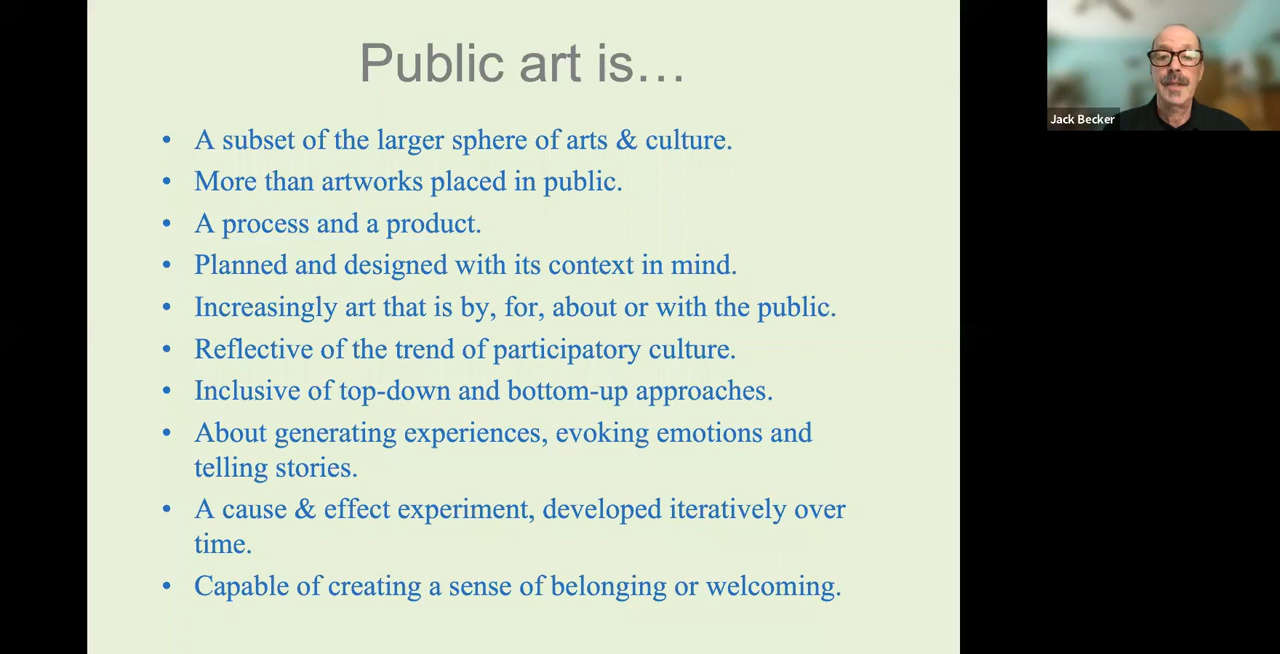 Public art is…
• A subset of the larger sphere of arts & culture.
• More than artworks placed in public.
• A process and a product.
• Planned and designed with its context in mind.
• Increasingly art that is by, for, about or with the public.
• Reflective of the trend of participatory culture.
• Inclusive of top-down and bottom-up approaches.
• About generating experiences, evoking emotions and
telling stories.
• A cause & effect experiment, developed iteratively over
time.
• Capable of creating a sense of belonging or welcoming.
Jack Becker